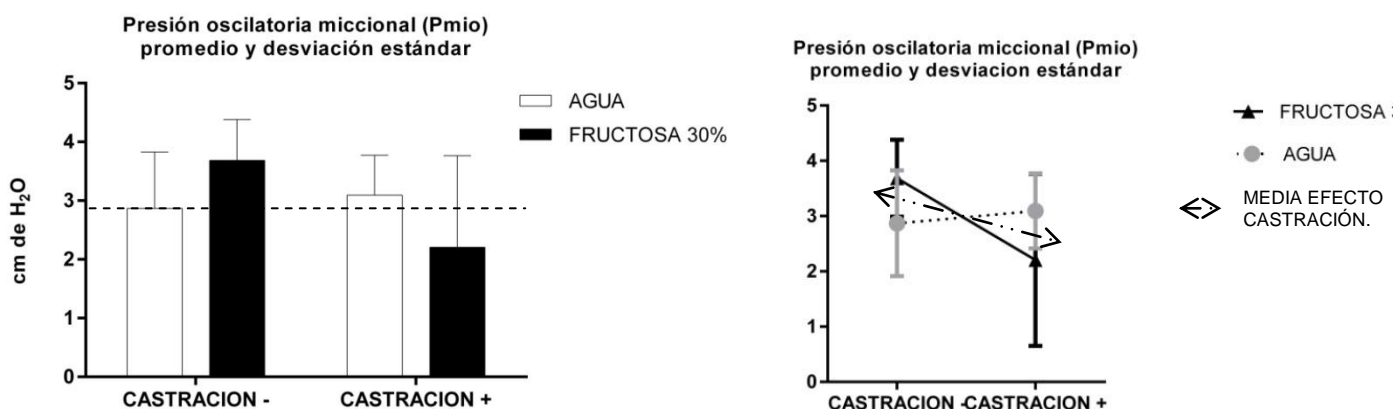 Presión oscilatoria miccional (Pmio)
promedio y desviación estándar
5
4
3
2
1
0
cm de H₂O
CASTRACION -
CASTRACION +
AGUA
FRUCTOSA 30%
Presión oscilatoria miccional (Pmio)
promedio y desviacion estándar
5
4
3
2
1
0
CASTRACION -
CASTRACION +
FRUCTOSA
AGUA
MEDIA EFECTO
CASTRACIÓN.